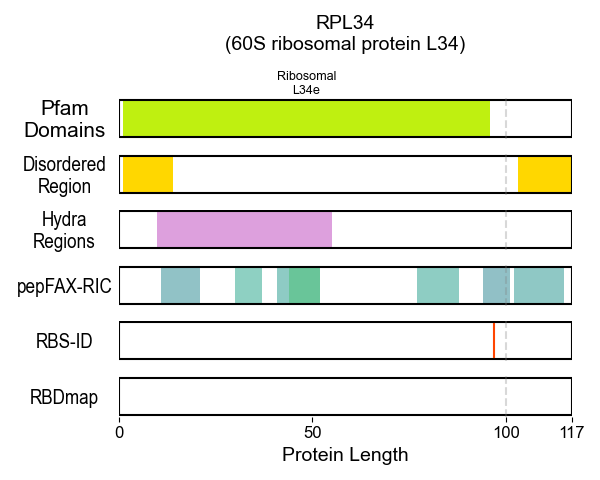 RPL34
(60S ribosomal protein L34)
Ribosomal
L34e
Pfam
Domains
Disordered
Region
Hydra
Regions
pepFAX-RIC
RBS-ID
RBDmap
0 50 100 117
Protein Length